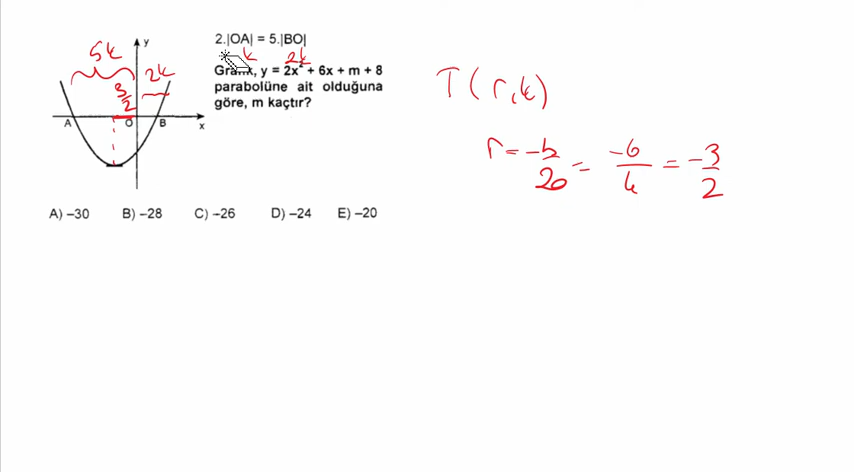 2.|OA| = 5.|BO|
k 2k
Grafik, y = 2x² + 6x + m + 8
parabolüne ait olduğuna
göre, m kaçtır?
5k
2k
3/2
y
A O B
x
A) –30 B) –28 C) –26 D) –24 E) –20
T(r,k)
r = -b/2a = -6/4 = -3/2